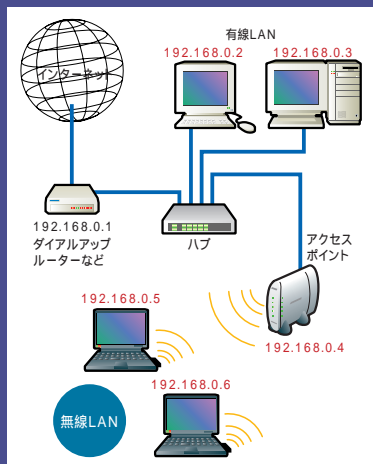 有線LAN
192.168.0.2
192.168.0.3
インターネット
192.168.0.1
ダイアルアップ
ルーターなど
ハブ
アクセス
ポイント
192.168.0.4
192.168.0.5
192.168.0.6
無線LAN